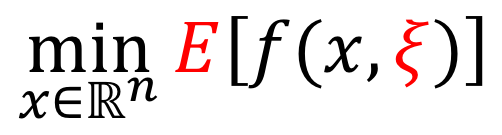 min E[f(x, ξ)]
x∈ℝⁿ